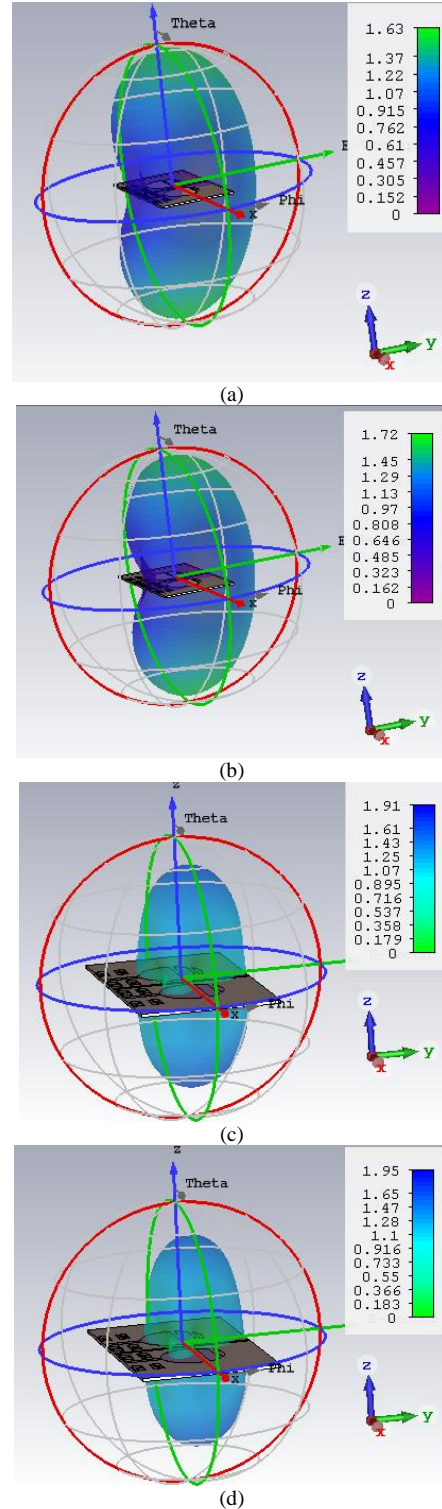 Theta
Phi
x
1.63
1.37
1.22
1.07
0.915
0.762
0.61
0.457
0.305
0.152
0
z
y
x
(a)
Theta
Phi
x
1.72
1.45
1.29
1.13
0.97
0.808
0.646
0.485
0.323
0.162
0
z
y
x
(b)
z
Theta
Phi
x
1.91
1.61
1.43
1.25
1.07
0.895
0.716
0.537
0.358
0.179
0
z
y
x
(c)
z
Theta
Phi
x
1.95
1.65
1.47
1.28
1.1
0.916
0.733
0.55
0.366
0.183
0
z
y
x
(d)